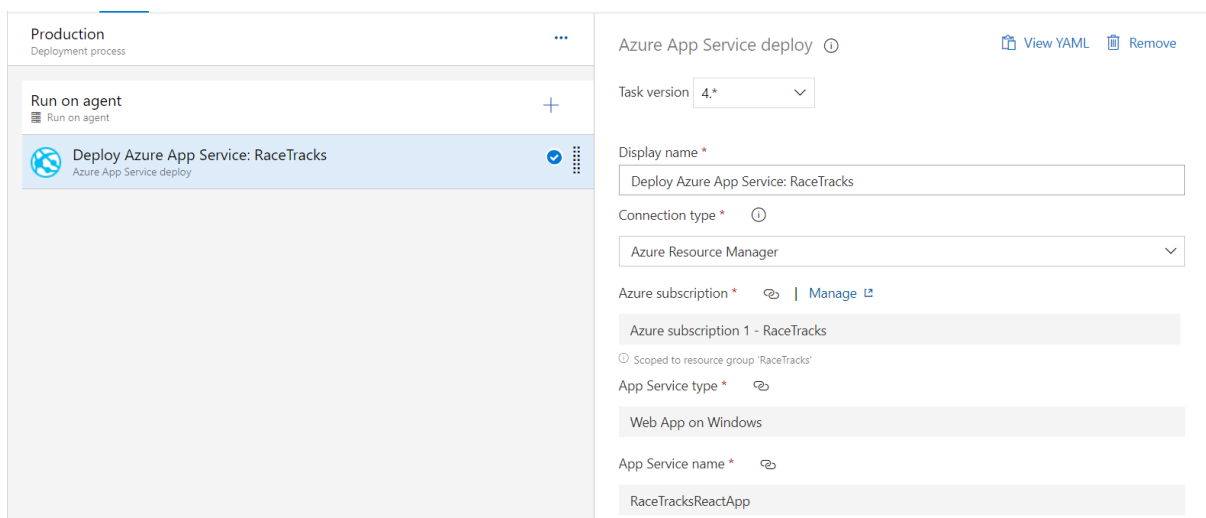 Production
Deployment process
Run on agent
Run on agent
Deploy Azure App Service: RaceTracks
Azure App Service deploy
Azure App Service deploy
View YAML
Remove
Task version 4.*
Display name *
Deploy Azure App Service: RaceTracks
Connection type *
Azure Resource Manager
Azure subscription * | Manage
Azure subscription 1 - RaceTracks
Scoped to resource group 'RaceTracks'
App Service type *
Web App on Windows
App Service name *
RaceTracksReactApp